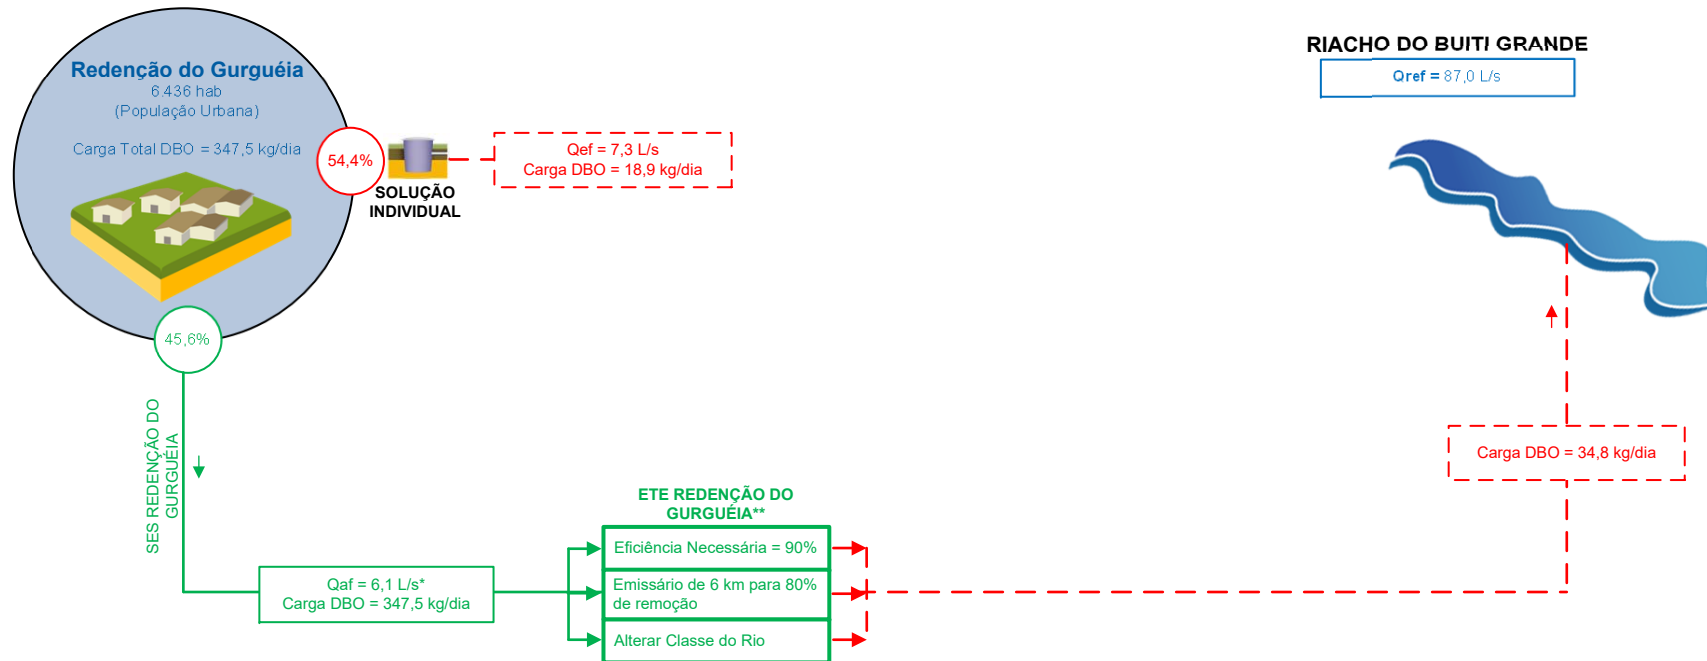 Redenção do Gurguéia
6.436 hab
(População Urbana)
Carga Total DBO = 347,5 kg/dia
54,4%
SOLUÇÃO
INDIVIDUAL
Qef = 7,3 L/s
Carga DBO = 18,9 kg/dia
RIACHO DO BUITI GRANDE
Qref = 87,0 L/s
45,6%
SES REDENÇÃO DO
GURGUÉIA
Qaf = 6,1 L/s*
Carga DBO = 347,5 kg/dia
ETE REDENÇÃO DO
GURGUÉIA**
Eficiência Necessária = 90%
Emissário de 6 km para 80%
de remoção
Alterar Classe do Rio
Carga DBO = 34,8 kg/dia